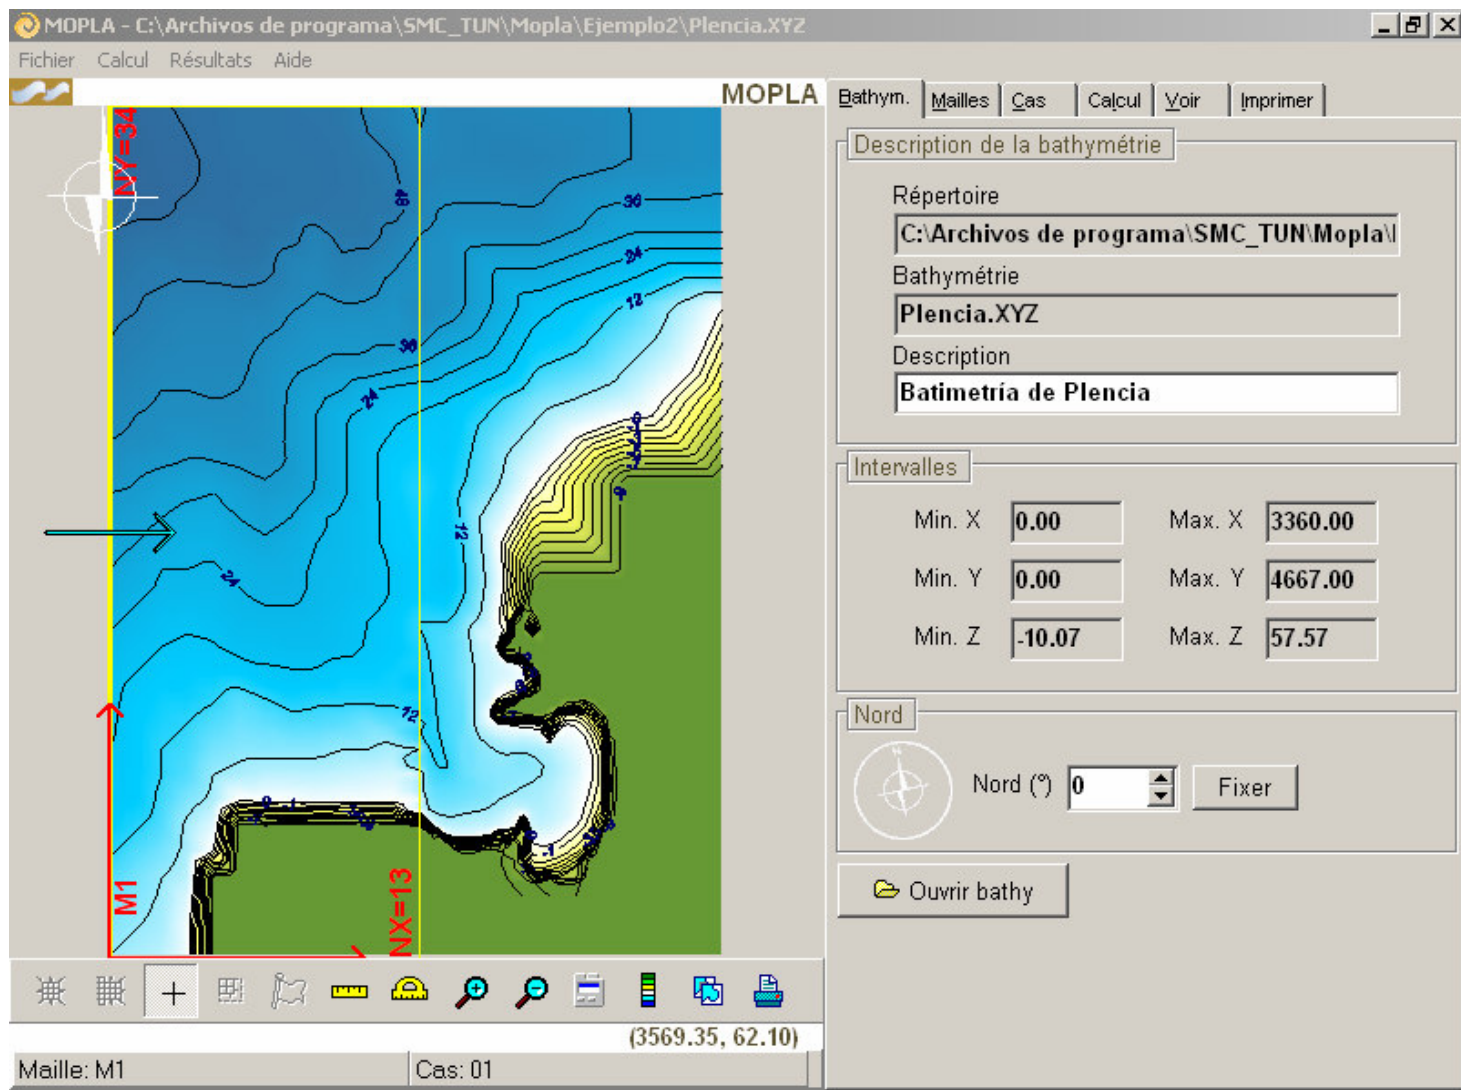 MOPLA - C:\Archivos de programa\SMC_TUN\Mopla\Ejemplo2\Plencia.XYZ
Fichier Calcul Résultats Aide
MOPLA
Bathym. Mailles Cas Calcul Voir Imprimer
NY=34
48
36
24
12
36
24
12
24
12
M1
NX=13
Description de la bathymétrie
Répertoire
C:\Archivos de programa\SMC_TUN\Mopla\
Bathymétrie
Plencia.XYZ
Description
Batimetría de Plencia
Intervalles
Min. X 0.00 Max. X 3360.00
Min. Y 0.00 Max. Y 4667.00
Min. Z -10.07 Max. Z 57.57
Nord
N
Nord (º) 0 Fixer
Ouvrir bathy
(3569.35, 62.10)
Maille: M1 Cas: 01